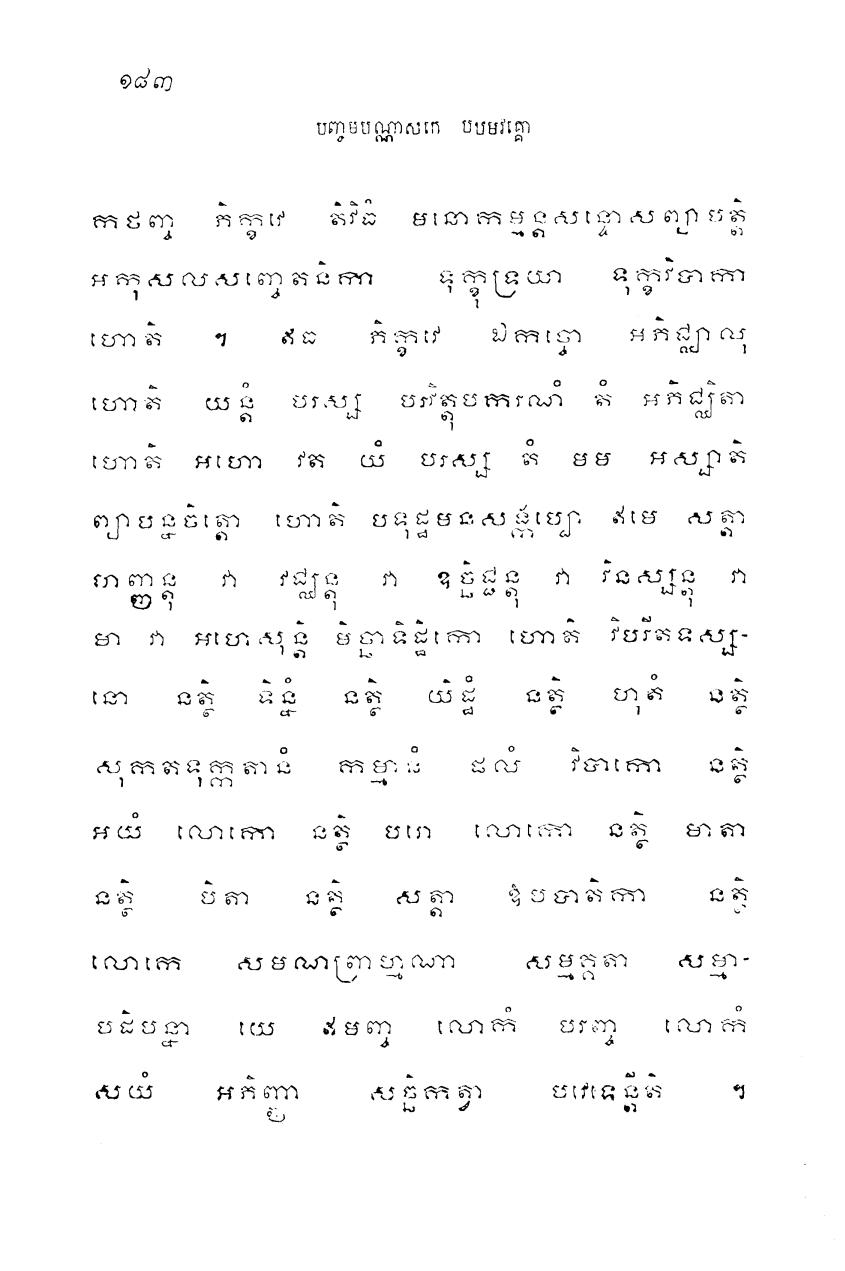 ១៨៣
បញ្ចមបណ្ណាសកេ បឋមវគ្គោ
កថញ្ច ភិក្ខវេ តិវិធំ មនោកម្មន្តសន្ទោសព្យាបត្តិ
អកុសលសញ្ចេតនិកា ទុក្ខុទ្រយា ទុក្ខវិបាកា
ហោតិ ។ ឥធ ភិក្ខវេ ឯកច្ចោ អភិជ្ឈាលុ
ហោតិ យន្តំ បរស្ស បរវិត្តុបករណំ តំ អភិជ្ឈិតា
ហោតិ អហោ វត យំ បរស្ស តំ មម អស្សាតិ
ព្យាបន្នចិត្តោ ហោតិ បទុដ្ឋមនសង្កប្បោ ឥមេ សត្តា
ហញ្ញន្តុ វា វជ្ឈន្តុ វា ឧច្ឆិជ្ជន្តុ វា វិនស្សន្តុ វា
មា វា អហេសុន្តិ មិច្ឆាទិដ្ឋិកោ ហោតិ វិបរីតទស្ស-
នោ នត្ថិ ទិន្នំ នត្ថិ យិដ្ឋំ នត្ថិ ហុតំ នត្ថិ
សុកតទុក្កតានំ កម្មានំ ផលំ វិបាកោ នត្ថិ
អយំ លោកោ នត្ថិ បរោ លោកោ នត្ថិ មាតា
នត្ថិ បិតា នត្ថិ សត្តា ឱបបាតិកា នត្ថិ
លោកេ សមណព្រាហ្មណា សម្មគ្គតា សម្មា-
បដិបន្នា យេ ឥមញ្ច លោកំ បរញ្ច លោកំ
សយំ អភិញ្ញា សច្ឆិកត្វា បវេទេន្តីតិ ។